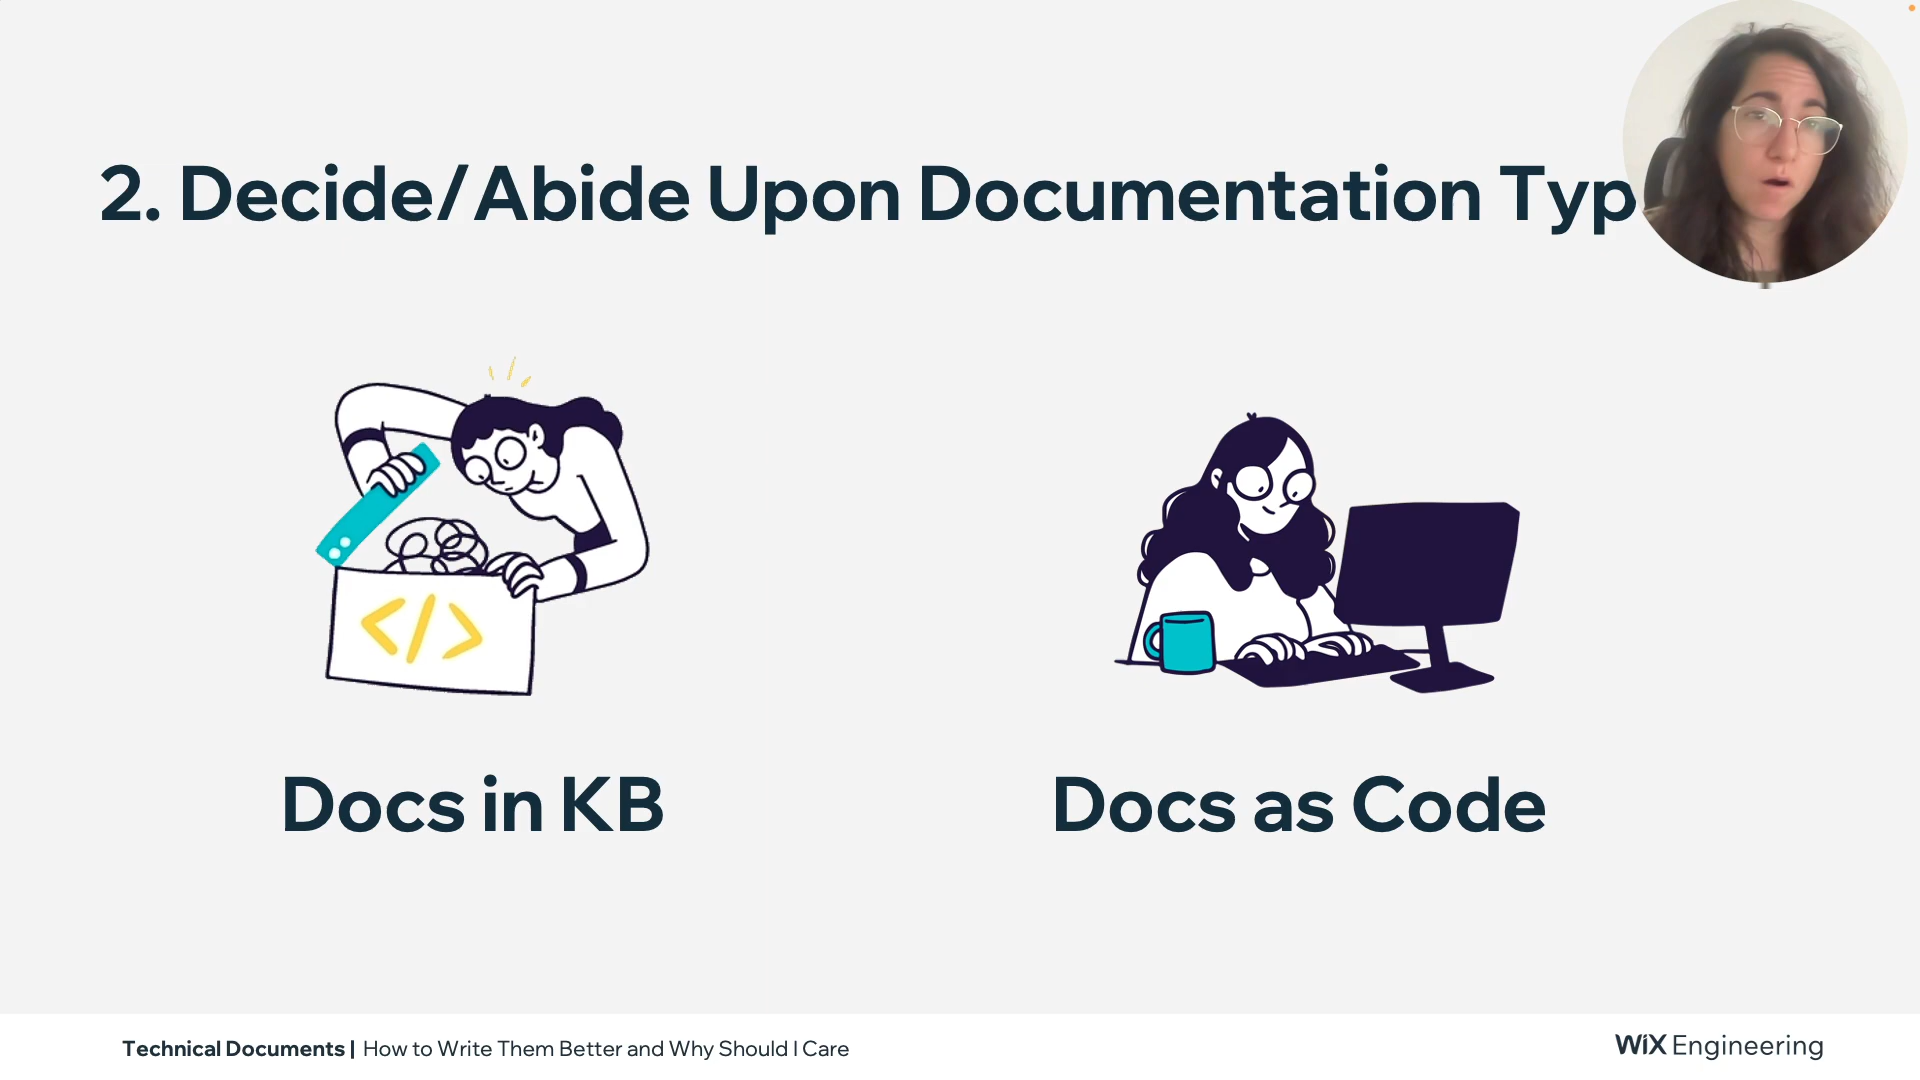 2. Decide/Abide Upon Documentation Typ
</>
Docs in KB
Docs as Code
Technical Documents | How to Write Them Better and Why Should I Care
WiX Engineering